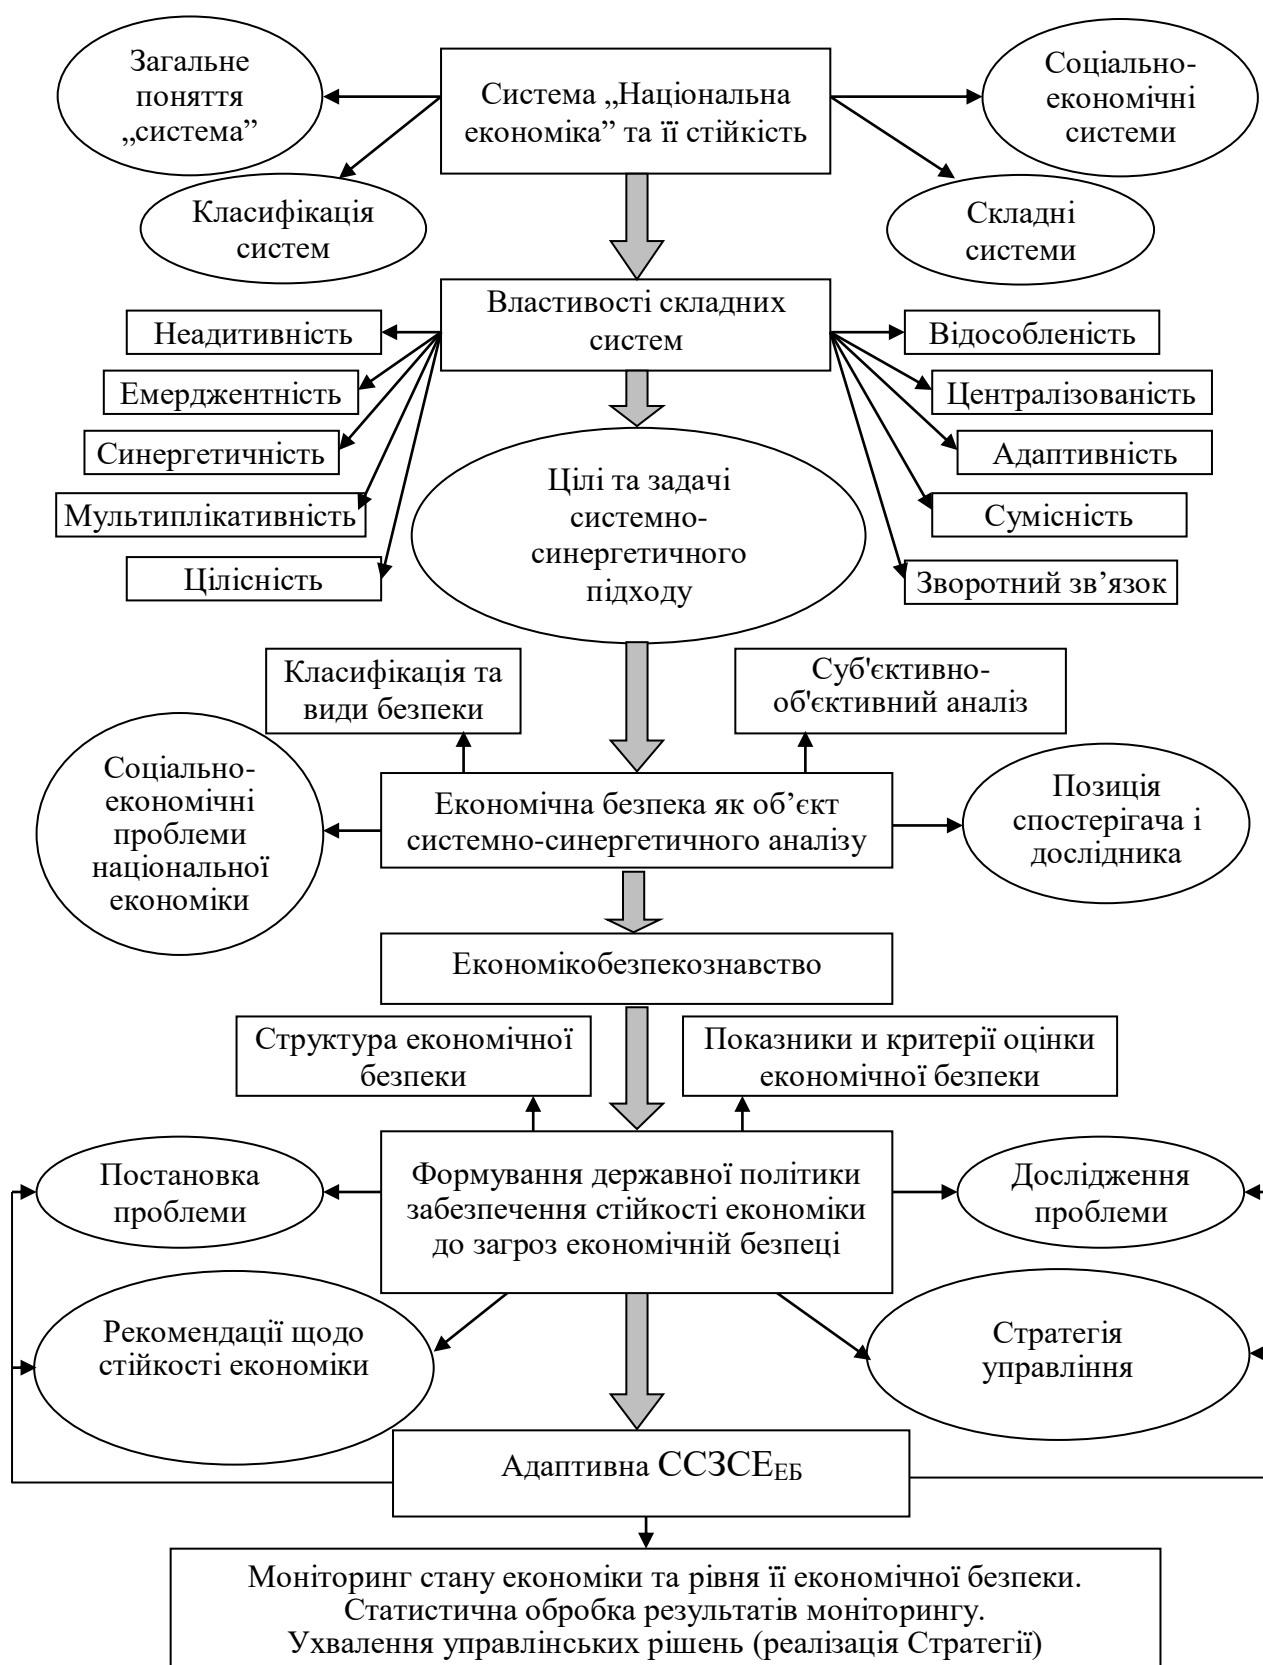 Загальне
поняття
„система”
Система „Національна
економіка” та її стійкість
Соціально-
економічні
системи
Класифікація
систем
Складні
системи
Властивості складних
систем
Неадитивність
Емерджентність
Синергетичність
Мультиплікативність
Цілісність
Відособленість
Централізованість
Адаптивність
Сумісність
Зворотний зв’язок
Цілі та задачі
системно-
синергетичного
підходу
Класифікація та
види безпеки
Суб'єктивно-
об'єктивний аналіз
Соціально-
економічні
проблеми
національної
економіки
Економічна безпека як об’єкт
системно-синергетичного аналізу
Позиція
спостерігача і
дослідника
Економікобезпекознавство
Структура економічної
безпеки
Показники и критерії оцінки
економічної безпеки
Постановка
проблеми
Формування державної політики
забезпечення стійкості економіки
до загроз економічній безпеці
Дослідження
проблеми
Рекомендації щодо
стійкості економіки
Стратегія
управління
Адаптивна ССЗСЕЕБ
Моніторинг стану економіки та рівня її економічної безпеки.
Статистична обробка результатів моніторингу.
Ухвалення управлінських рішень (реалізація Стратегії)